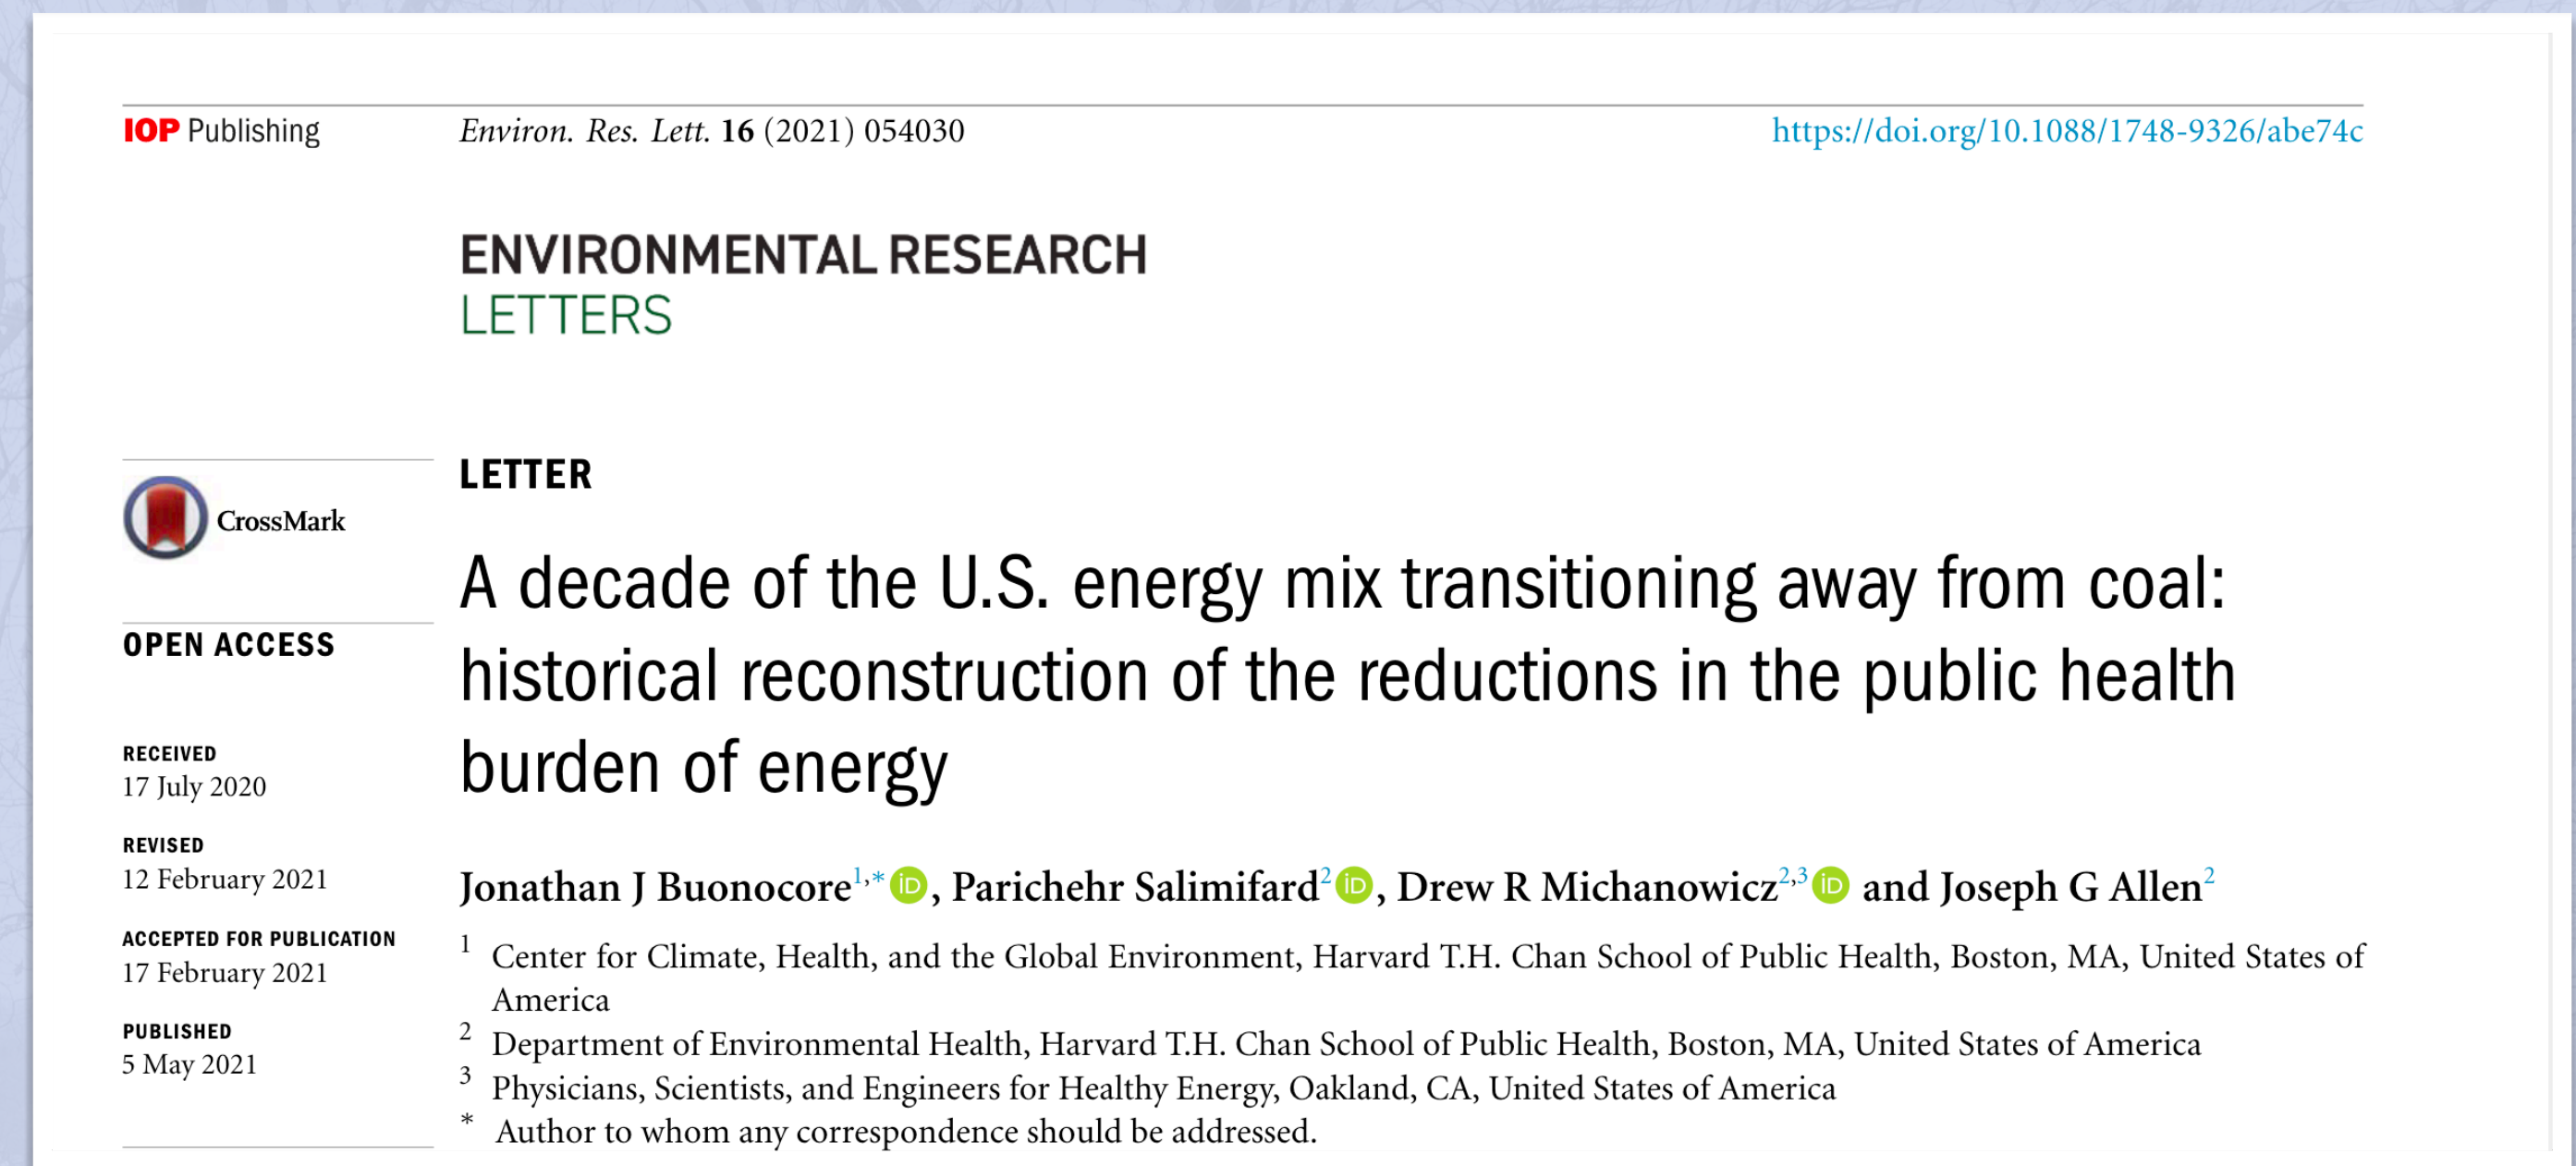 IOP Publishing
Environ. Res. Lett. 16 (2021) 054030
https://doi.org/10.1088/1748-9326/abe74c
ENVIRONMENTAL RESEARCH
LETTERS
CrossMark
OPEN ACCESS
RECEIVED
17 July 2020
REVISED
12 February 2021
ACCEPTED FOR PUBLICATION
17 February 2021
PUBLISHED
5 May 2021
LETTER
A decade of the U.S. energy mix transitioning away from coal:
historical reconstruction of the reductions in the public health
burden of energy
Jonathan J Buonocore1,* iD, Parichehr Salimifard2 iD, Drew R Michanowicz2,3 iD and Joseph G Allen2
1 Center for Climate, Health, and the Global Environment, Harvard T.H. Chan School of Public Health, Boston, MA, United States of
America
2 Department of Environmental Health, Harvard T.H. Chan School of Public Health, Boston, MA, United States of America
3 Physicians, Scientists, and Engineers for Healthy Energy, Oakland, CA, United States of America
* Author to whom any correspondence should be addressed.